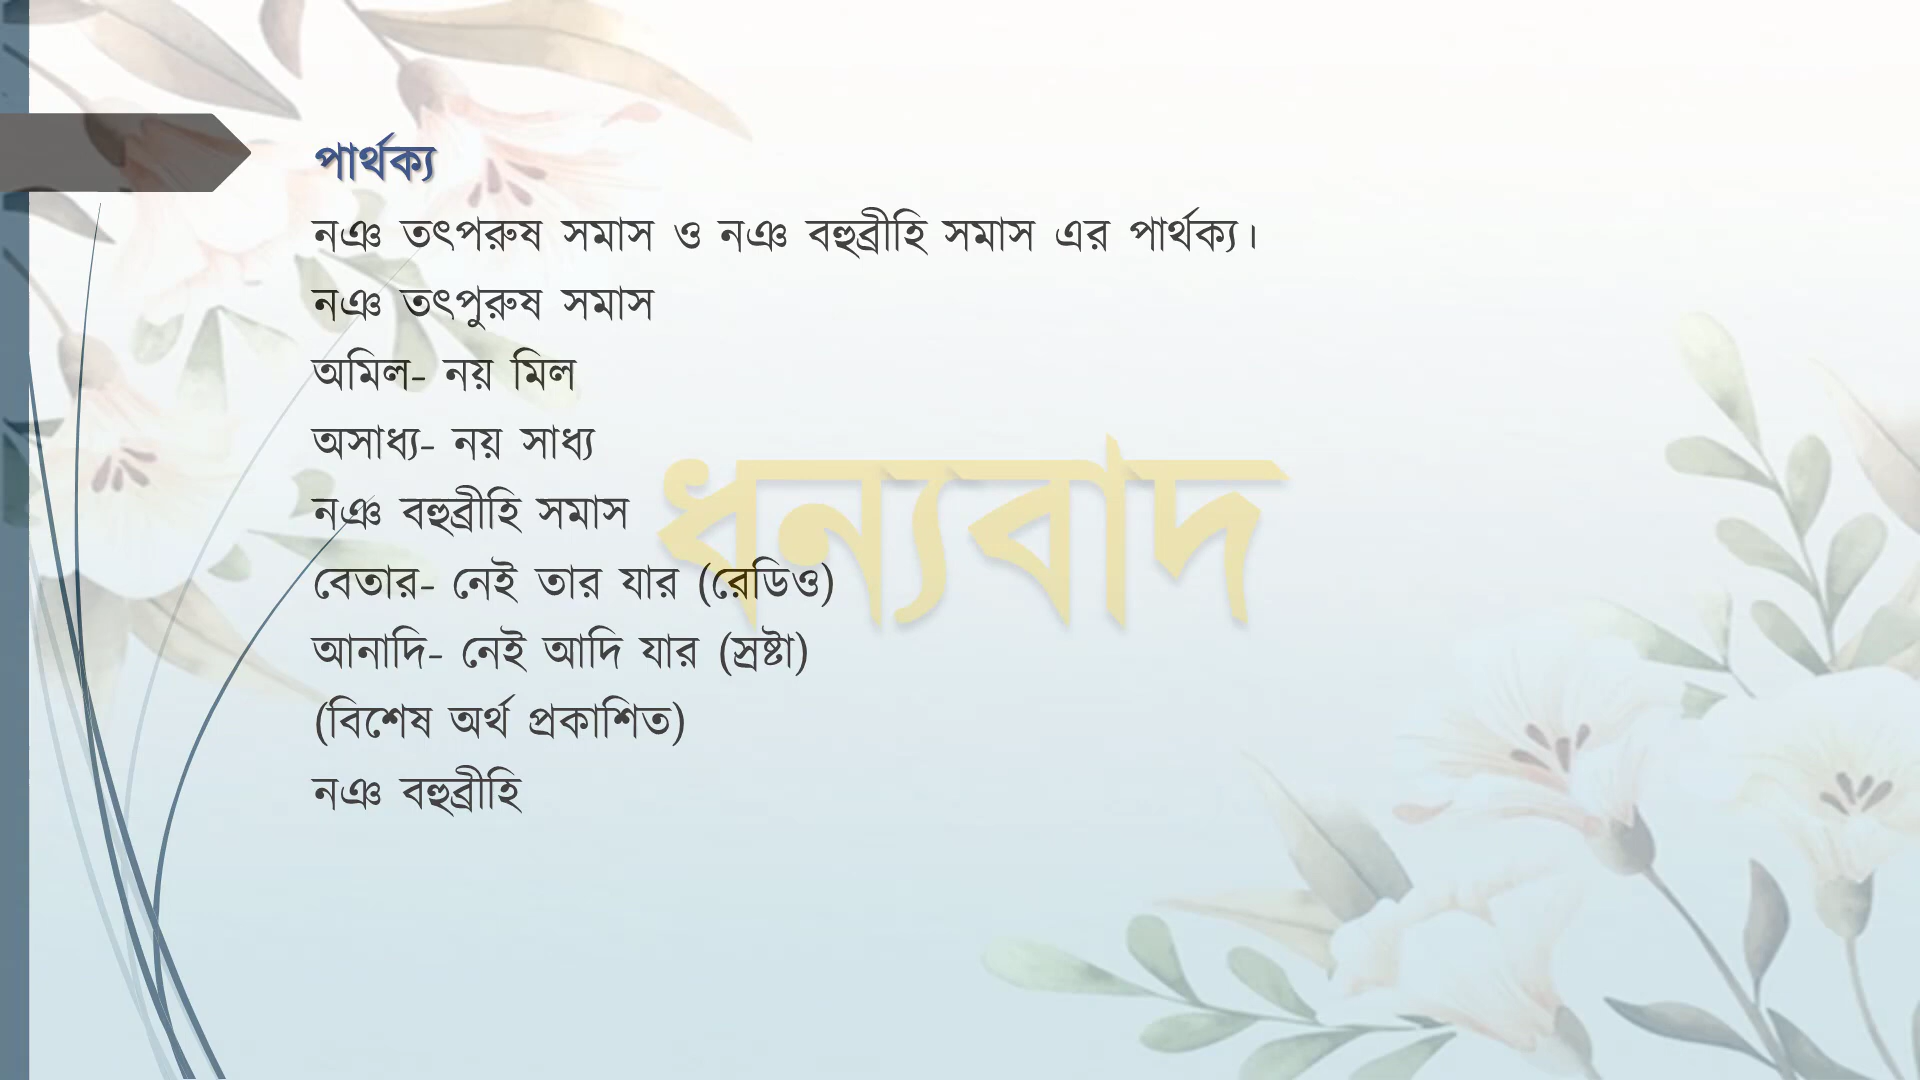 পার্থক্য
নঞ তৎপরুষ সমাস ও নঞ বহুব্রীহি সমাস এর পার্থক্য।
নঞ তৎপুরুষ সমাস
অমিল- নয় মিল
অসাধ্য- নয় সাধ্য
নঞ বহুব্রীহি সমাস
বেতার- নেই তার যার (রেডিও)
আনাদি- নেই আদি যার (স্রষ্টা)
(বিশেষ অর্থ প্রকাশিত)
নঞ বহুব্রীহি
ধন্যবাদ